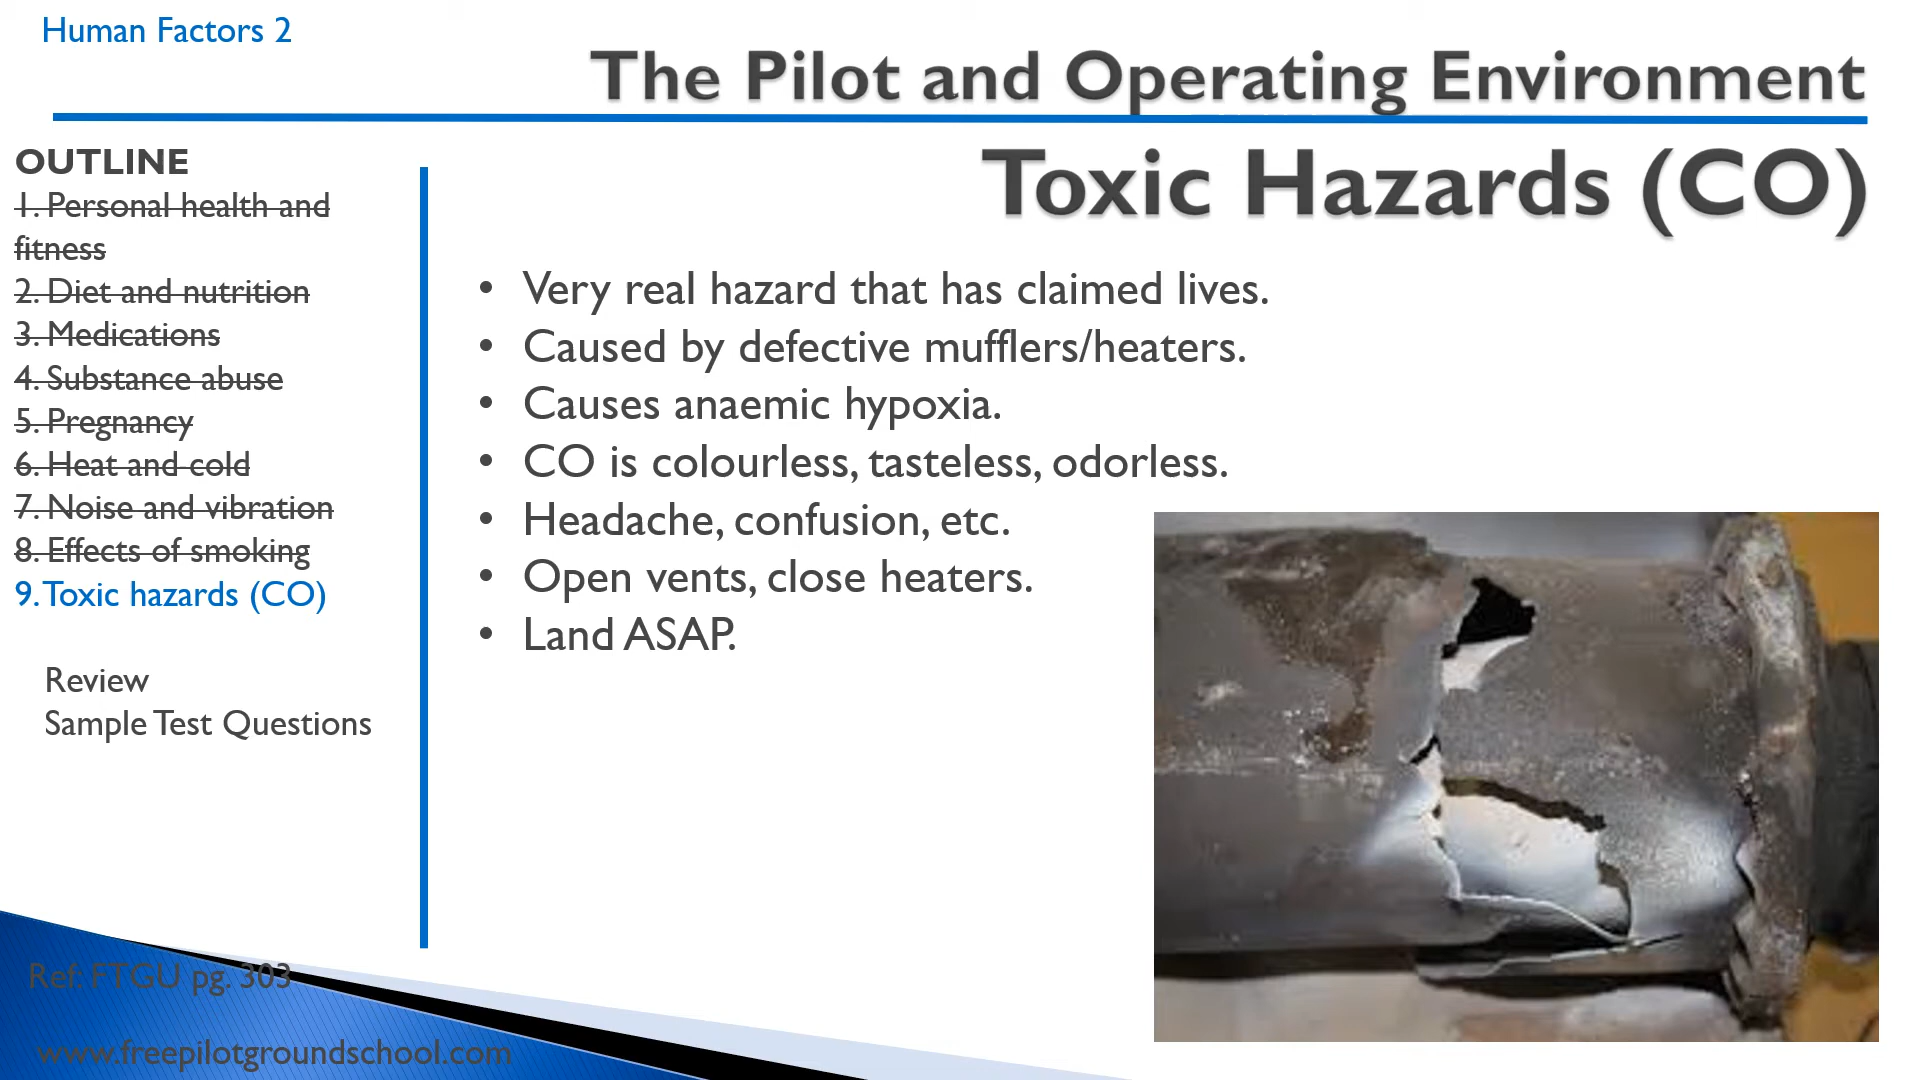 Human Factors 2
The Pilot and Operating Environment
Toxic Hazards (CO)
OUTLINE
1. Personal health and
fitness
2. Diet and nutrition
3. Medications
4. Substance abuse
5. Pregnancy
6. Heat and cold
7. Noise and vibration
8. Effects of smoking
9. Toxic hazards (CO)
Review
Sample Test Questions
• Very real hazard that has claimed lives.
• Caused by defective mufflers/heaters.
• Causes anaemic hypoxia.
• CO is colourless, tasteless, odorless.
• Headache, confusion, etc.
• Open vents, close heaters.
• Land ASAP.
Ref: FTGU pg. 303
www.freepilotgroundschool.com